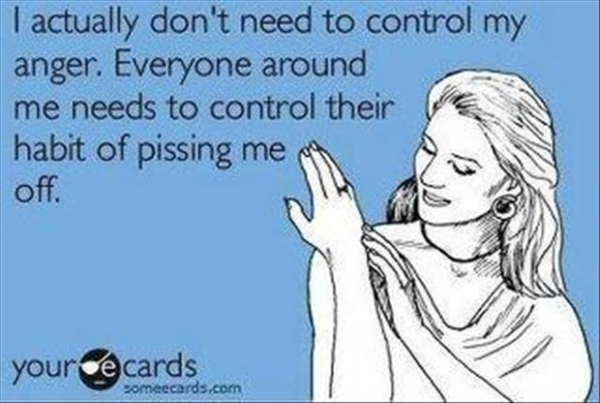 I actually don't need to control my
anger. Everyone around
me needs to control their
habit of pissing me
off.
your e cards
someecards.com